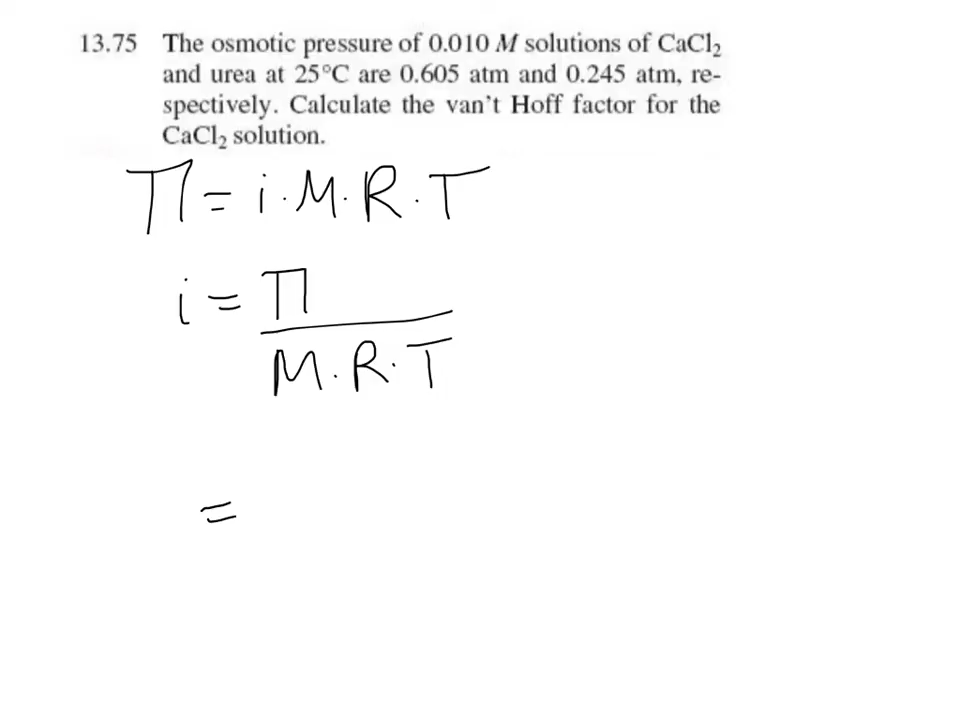 13.75 The osmotic pressure of 0.010 M solutions of CaCl₂
and urea at 25°C are 0.605 atm and 0.245 atm, re-
spectively. Calculate the van't Hoff factor for the
CaCl₂ solution.
Π = i · M · R · T
i = Π
M · R · T
=